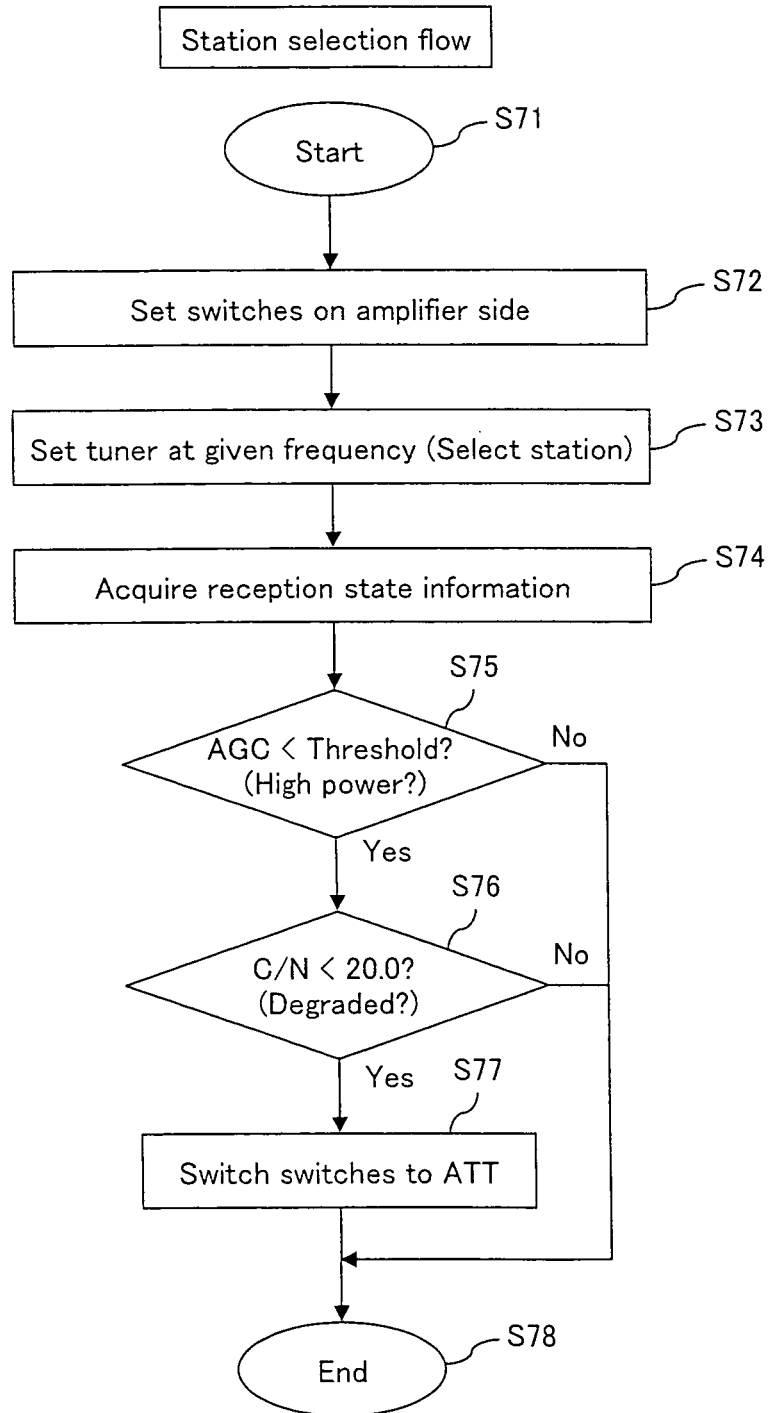 Station selection flow
S71
Start
S72
Set switches on amplifier side
S73
Set tuner at given frequency (Select station)
S74
Acquire reception state information
S75
AGC < Threshold?
(High power?)
No
Yes
S76
C/N < 20.0?
(Degraded?)
No
Yes
S77
Switch switches to ATT
S78
End